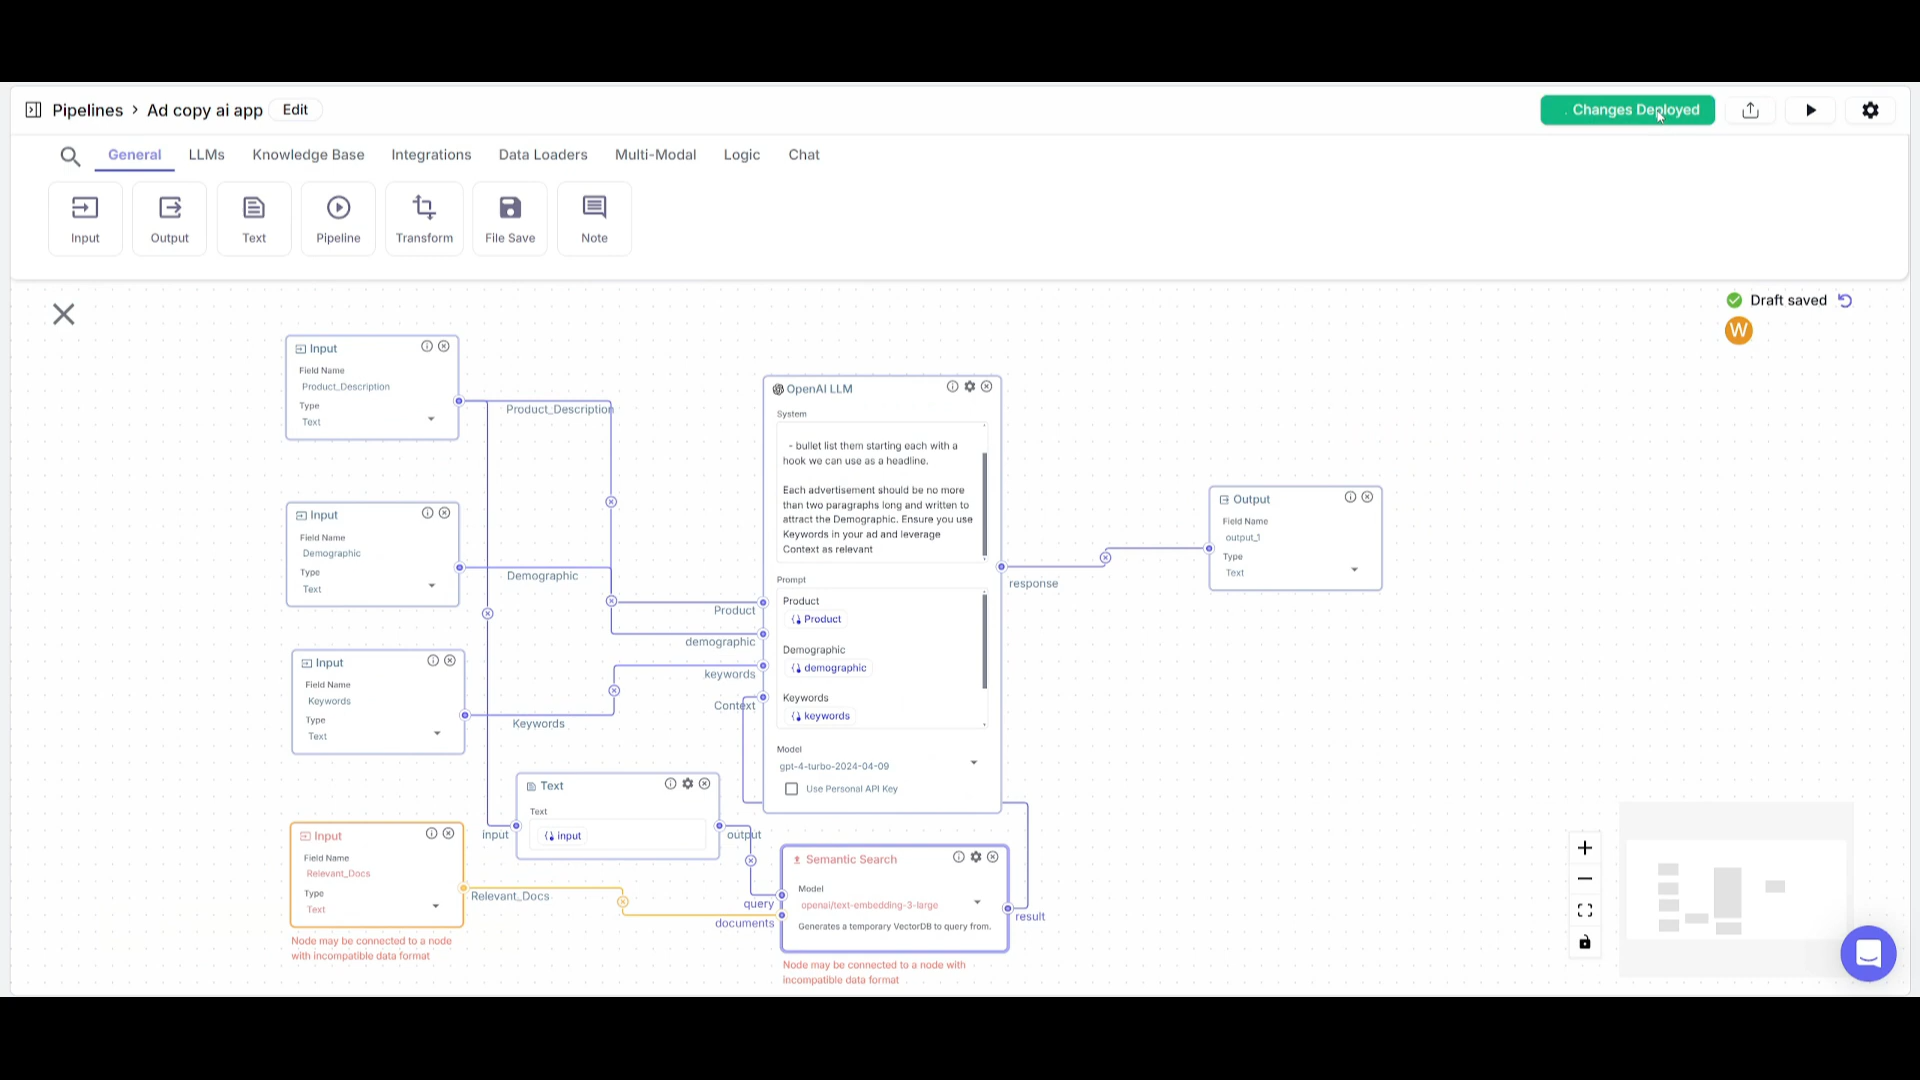 Pipelines > Ad copy ai app Edit
Changes Deployed
General LLMs Knowledge Base Integrations Data Loaders Multi-Modal Logic Chat
Input Output Text Pipeline Transform File Save Note
Draft saved
W
Input
Field Name
Product_Description
Type
Text
Product_Description
Input
Field Name
Demographic
Type
Text
Demographic
Input
Field Name
Keywords
Type
Text
Keywords
Input
Field Name
Relevant_Docs
Type
Text
Relevant_Docs
Node may be connected to a node
with incompatible data format
Text
Text
input
input
output
OpenAI LLM
System
- bullet list them starting each with a
hook we can use as a headline.
Each advertisement should be no more
than two paragraphs long and written to
attract the Demographic. Ensure you use
Keywords in your ad and leverage
Context as relevant
Prompt
Product
Product
Demographic
demographic
Keywords
keywords
Model
gpt-4-turbo-2024-04-09
Use Personal API Key
Product
demographic
keywords
Context
response
Semantic Search
Model
openai/text-embedding-3-large
Generates a temporary VectorDB to query from.
query
documents
result
Node may be connected to a node with
incompatible data format
Output
Field Name
output_1
Type
Text